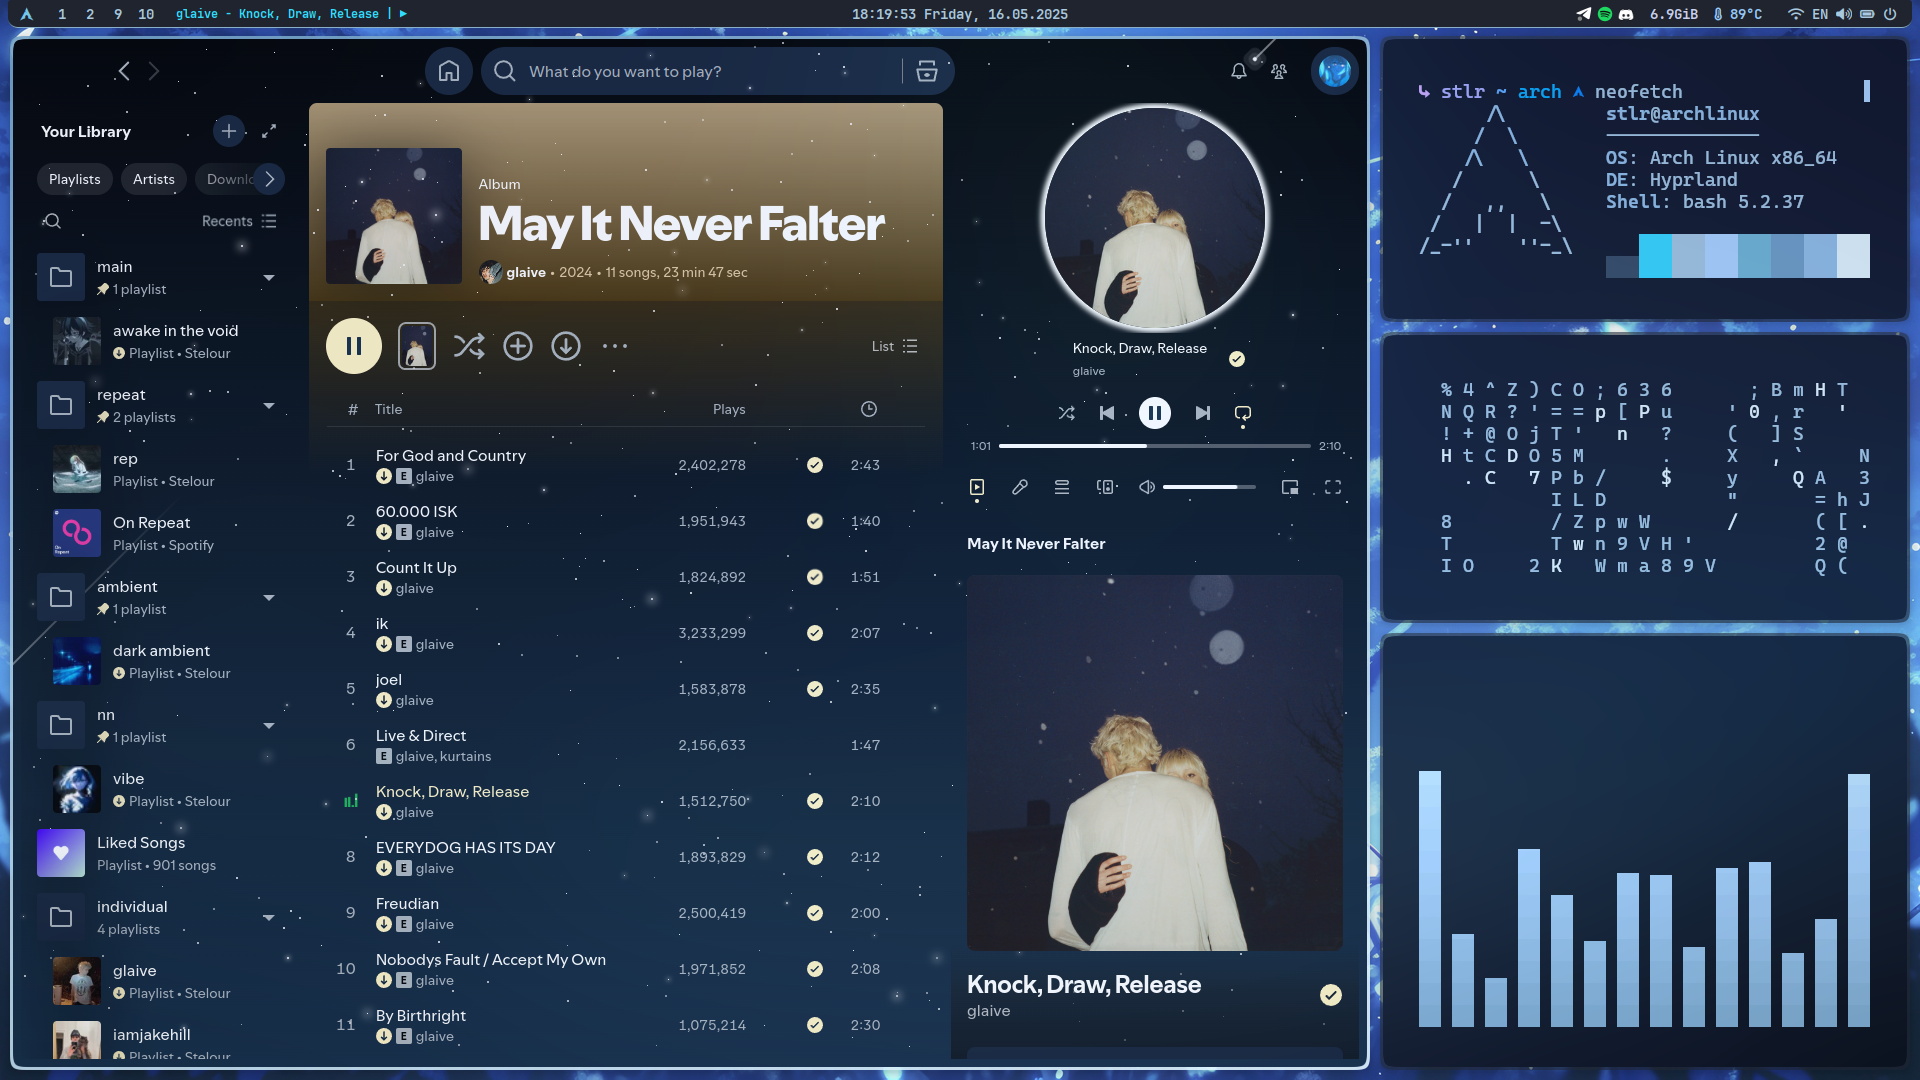 1 2 9 10 glaive - Knock, Draw, Release | ▶
18:19:53 Friday, 16.05.2025
6.9GiB 89°C EN
What do you want to play?
Your Library
Playlists Artists Downlo
Recents
main
1 playlist
awake in the void
Playlist • Stelour
repeat
2 playlists
rep
Playlist • Stelour
On Repeat
Playlist • Spotify
ambient
1 playlist
dark ambient
Playlist • Stelour
nn
1 playlist
vibe
Playlist • Stelour
Liked Songs
Playlist • 901 songs
individual
4 playlists
glaive
Playlist • Stelour
iamjakehill
Playlist • Stelour
Album
May It Never Falter
glaive • 2024 • 11 songs, 23 min 47 sec
List
# Title Plays
1 For God and Country 2,402,278 2:43
E glaive
2 60.000 ISK 1,951,943 1:40
E glaive
3 Count It Up 1,824,892 1:51
glaive
4 ik 3,233,299 2:07
E glaive
5 joel 1,583,878 2:35
glaive
6 Live & Direct 2,156,633 1:47
E glaive, kurtains
Knock, Draw, Release 1,512,750 2:10
glaive
8 EVERYDOG HAS ITS DAY 1,893,829 2:12
E glaive
9 Freudian 2,500,419 2:00
E glaive
10 Nobodys Fault / Accept My Own 1,971,852 2:08
E glaive
11 By Birthright 1,075,214 2:30
E glaive
Knock, Draw, Release
glaive
1:01 2:10
May It Never Falter
Knock, Draw, Release
glaive
stlr ~ arch neofetch
stlr@archlinux
OS: Arch Linux x86_64
DE: Hyprland
Shell: bash 5.2.37
% 4 ^ Z ) C O ; 6 3 6 ; B m H T
N Q R ? ' = = p [ P u ' 0 , r '
! + @ O j T ' n ? ( ] S
H t C D O 5 M . X , ` N
. C 7 P b / $ y Q A 3
I L D " = h J
8 / Z p w W / ( [ .
T T w n 9 V H ' 2 @
I O 2 K W m a 8 9 V Q (